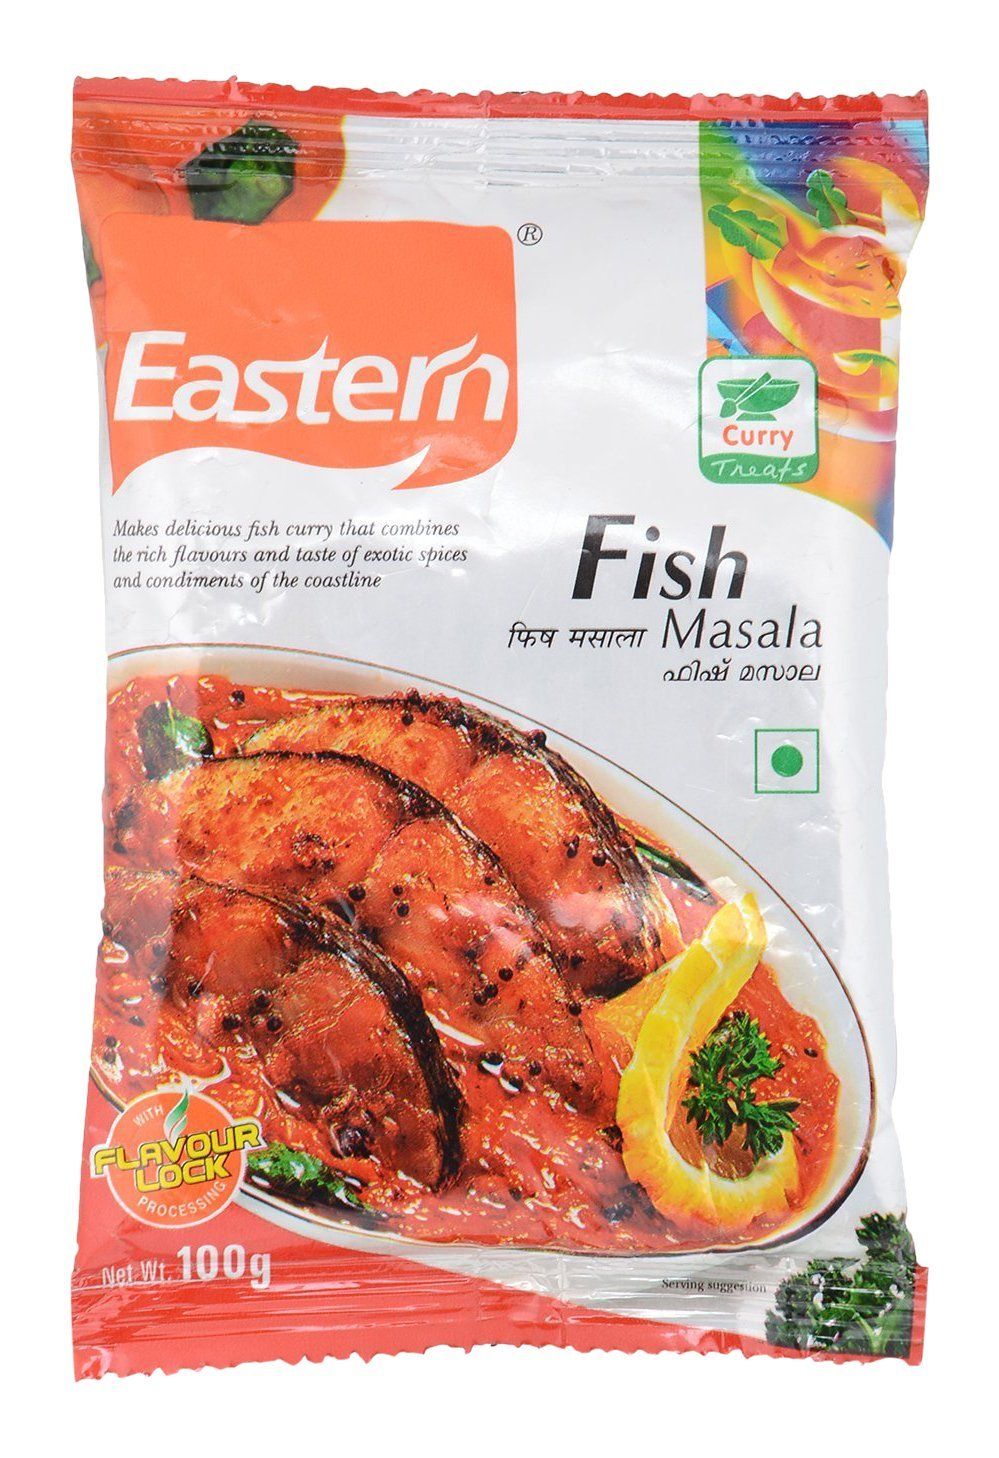 Eastern ®
Curry
Treats
Makes delicious fish curry that combines
the rich flavours and taste of exotic spices
and condiments of the coastline
Fish
फिष मसाला Masala
ഫിഷ് മസാല
WITH
FLAVOUR
LOCK
PROCESSING
Net Wt. 100g
Serving suggestion